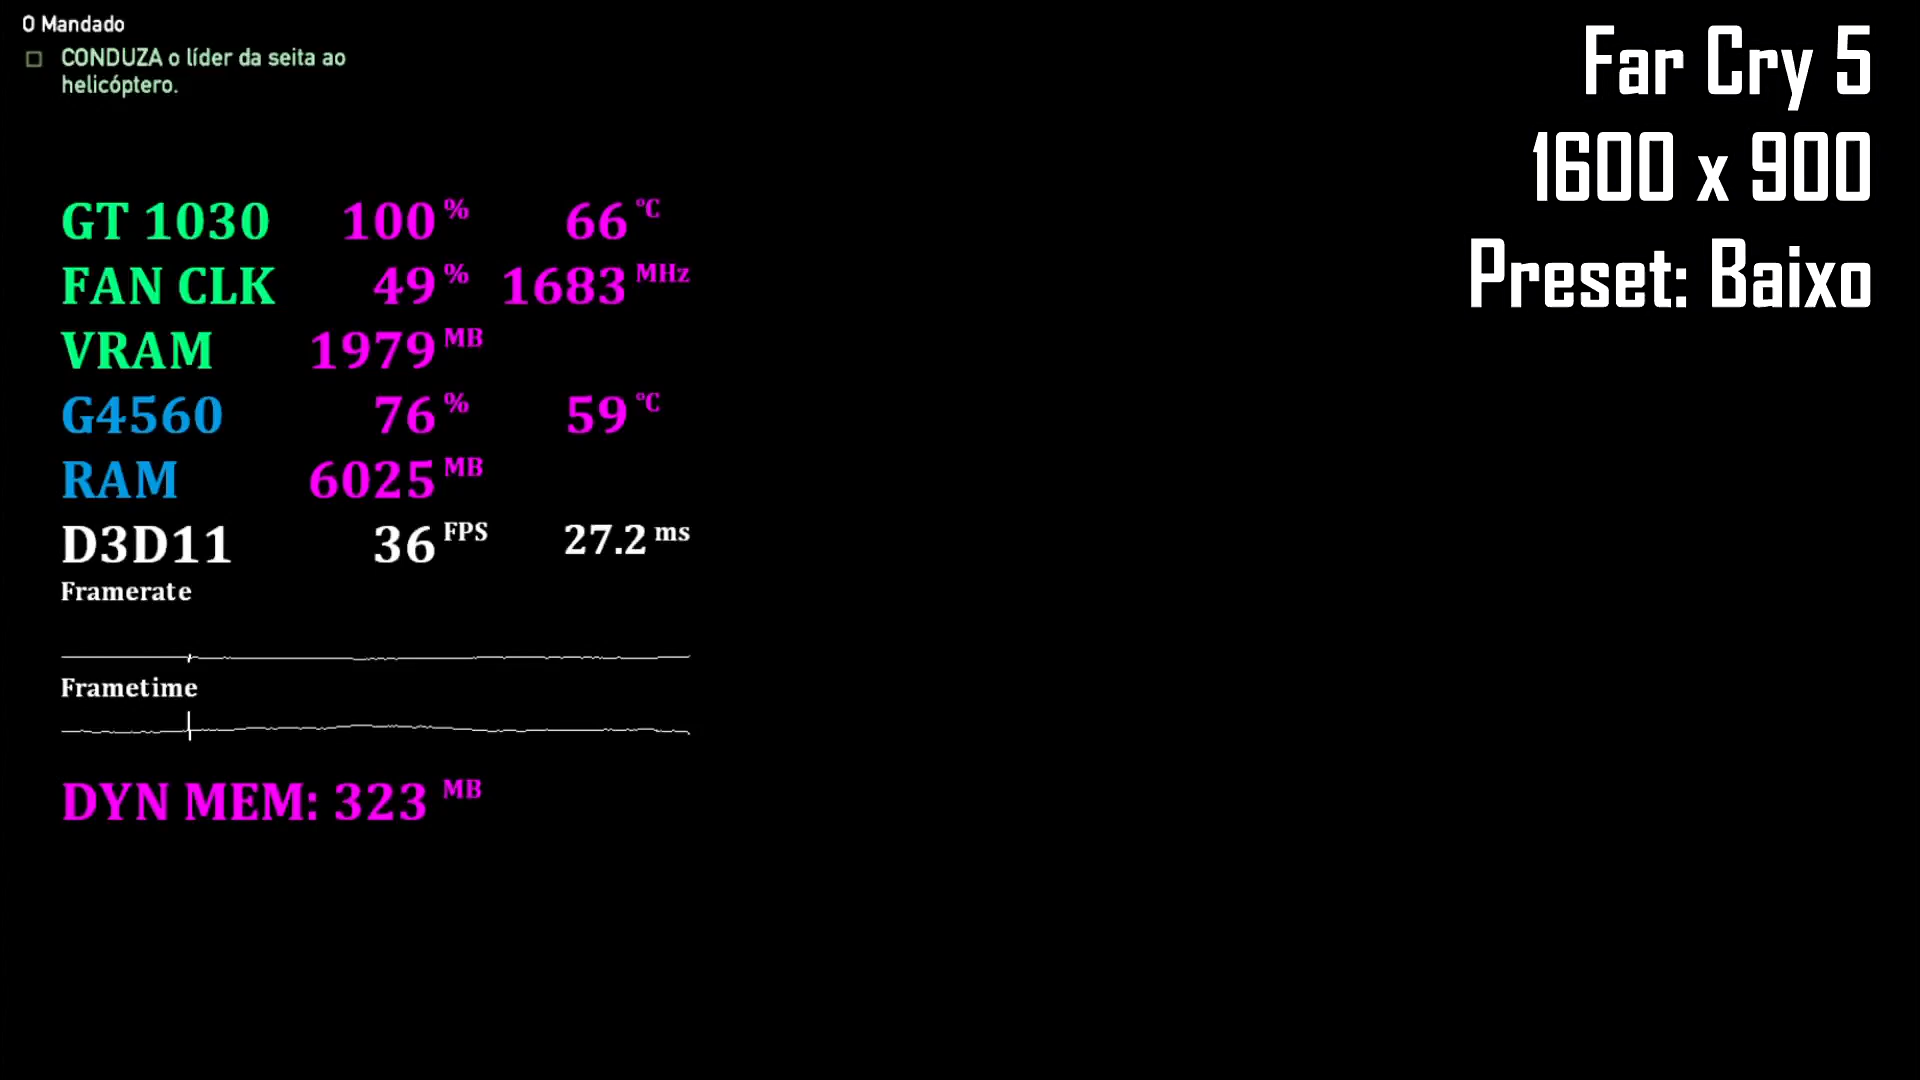 O Mandado
CONDUZA o líder da seita ao
helicóptero.
Far Cry 5
1600 x 900
Preset: Baixo
GT 1030 100 % 66 °C
FAN CLK 49 % 1683 MHz
VRAM 1979 MB
G4560 76 % 59 °C
RAM 6025 MB
D3D11 36 FPS 27.2 ms
Framerate
Frametime
DYN MEM: 323 MB